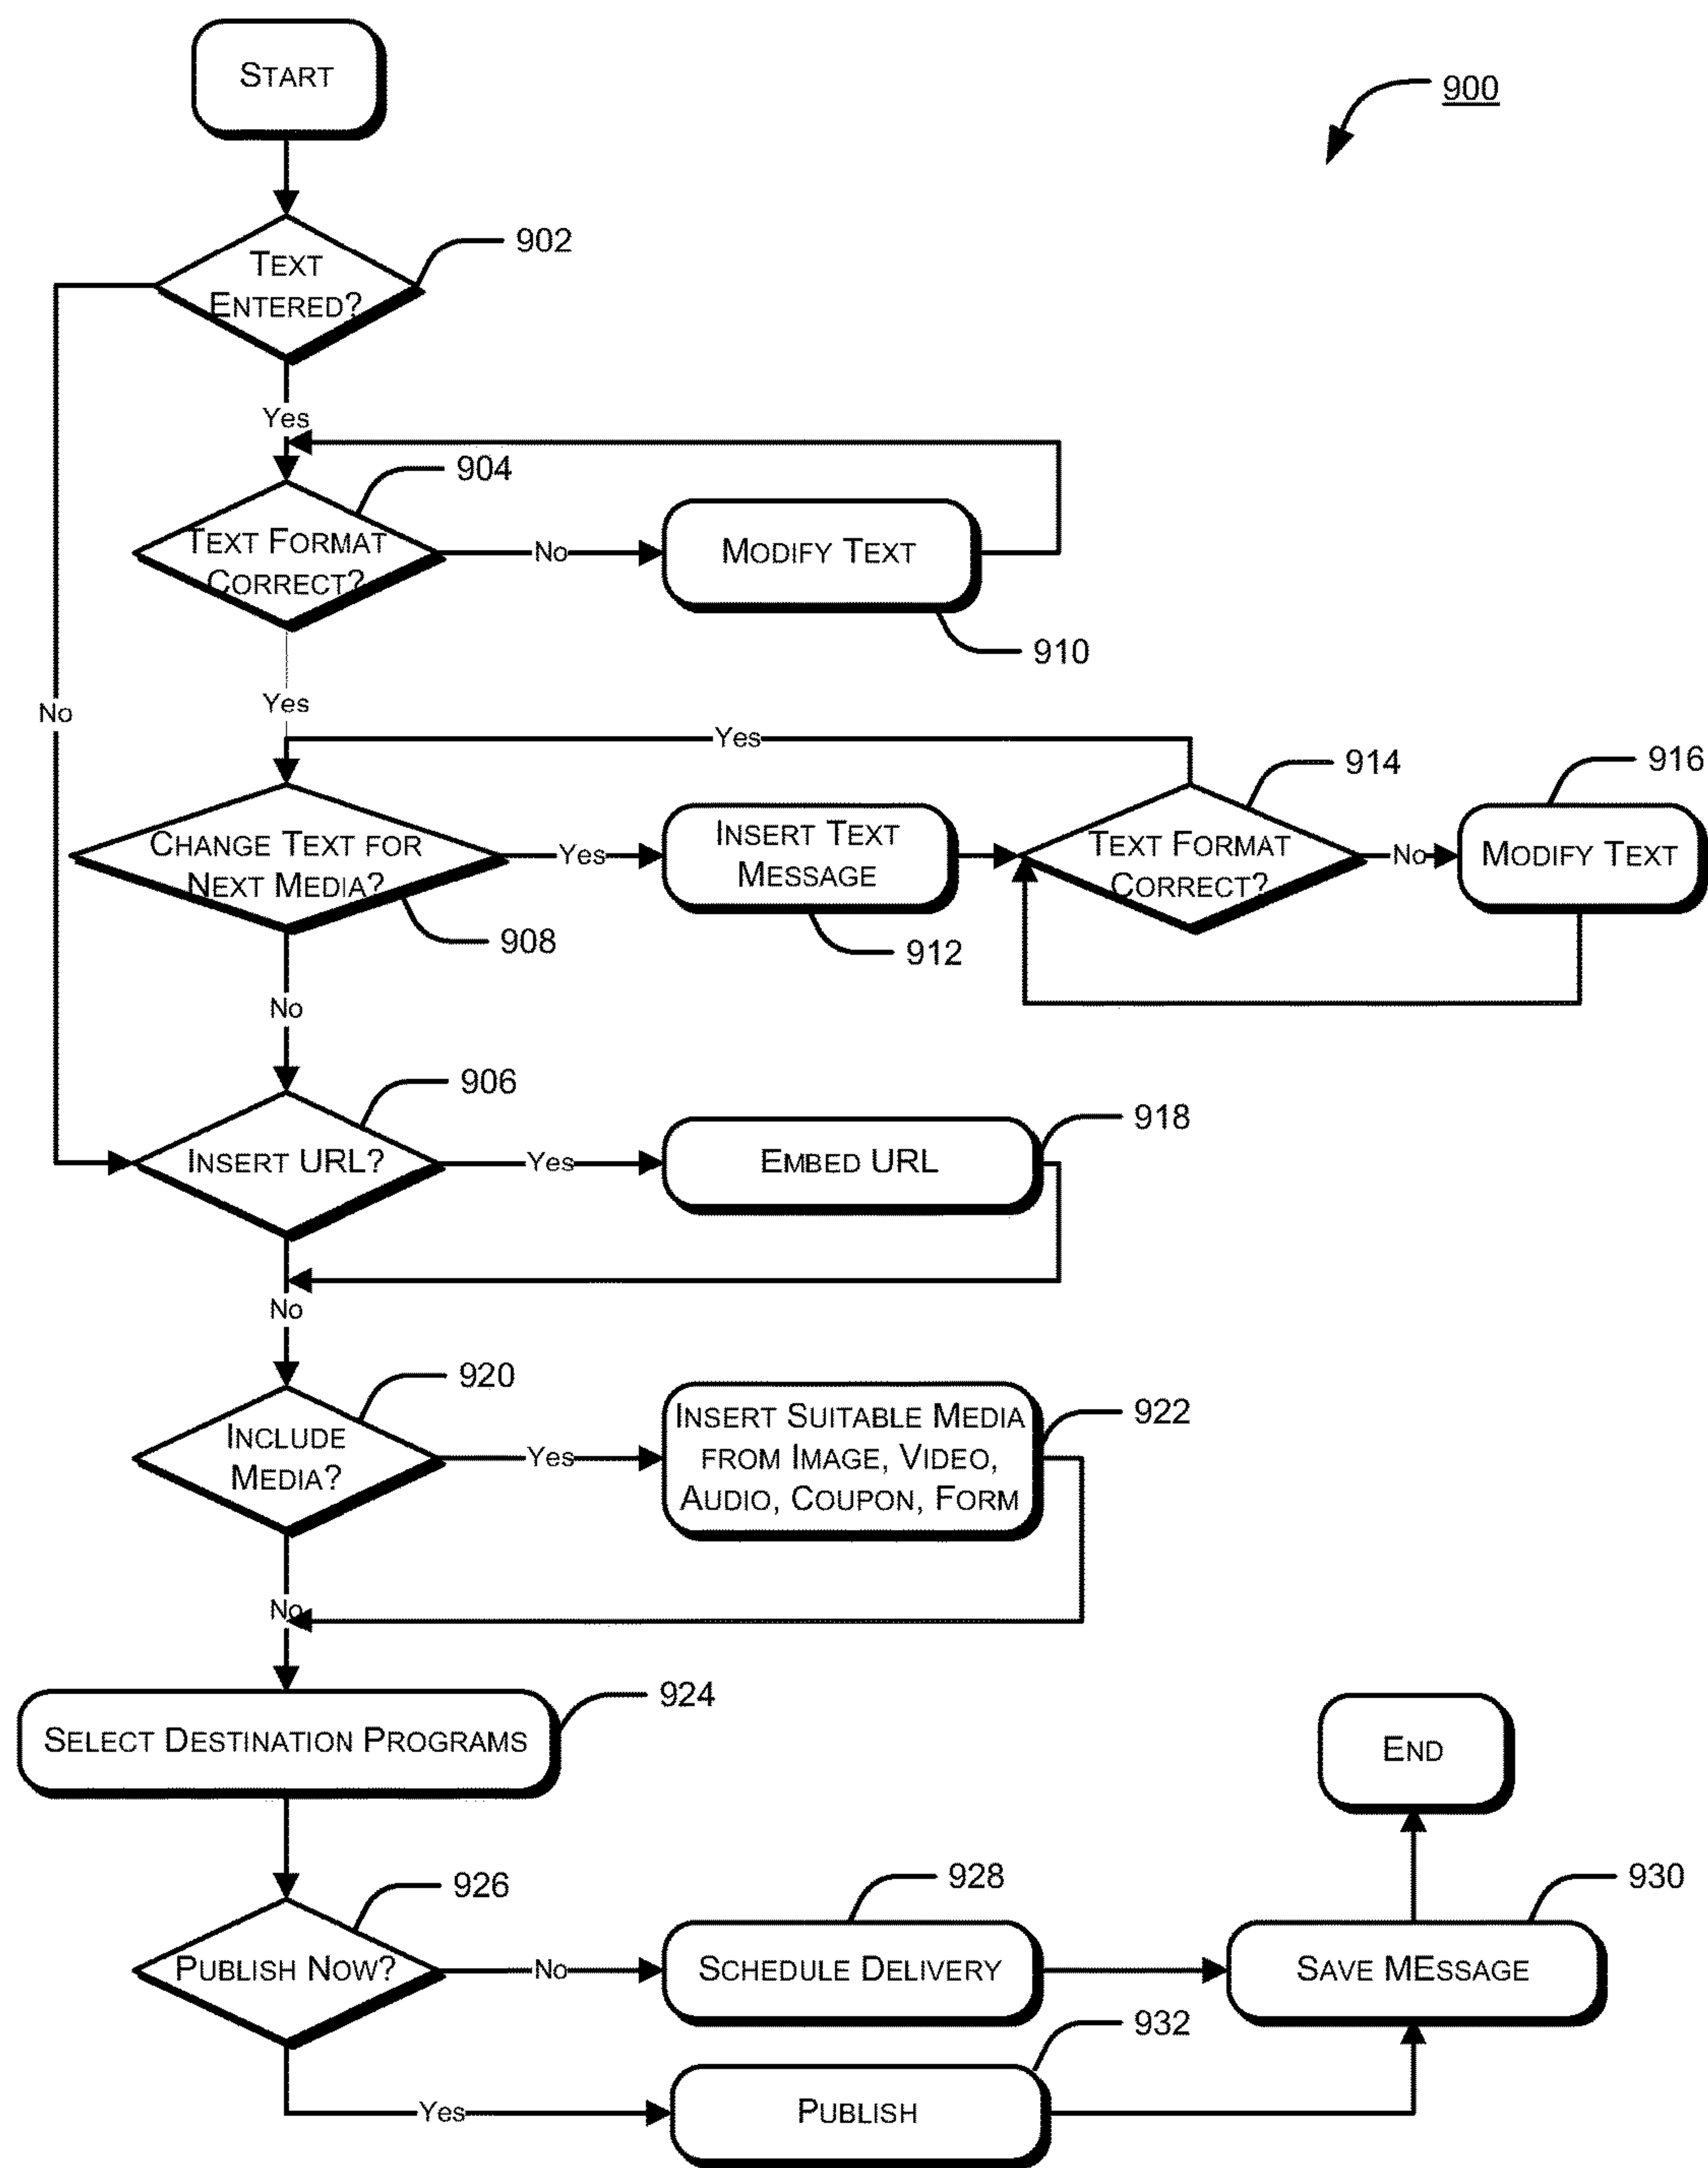 START
900
902
TEXT
ENTERED?
Yes
904
TEXT FORMAT
CORRECT?
No
MODIFY TEXT
910
No
Yes
Yes
914
916
CHANGE TEXT FOR
NEXT MEDIA?
Yes
INSERT TEXT
MESSAGE
TEXT FORMAT
CORRECT?
No
MODIFY TEXT
908
912
No
906
918
INSERT URL?
Yes
EMBED URL
No
920
922
INCLUDE
MEDIA?
Yes
INSERT SUITABLE MEDIA
FROM IMAGE, VIDEO,
AUDIO, COUPON, FORM
No
924
SELECT DESTINATION PROGRAMS
END
926
928
930
PUBLISH NOW?
No
SCHEDULE DELIVERY
SAVE MESSAGE
932
Yes
PUBLISH